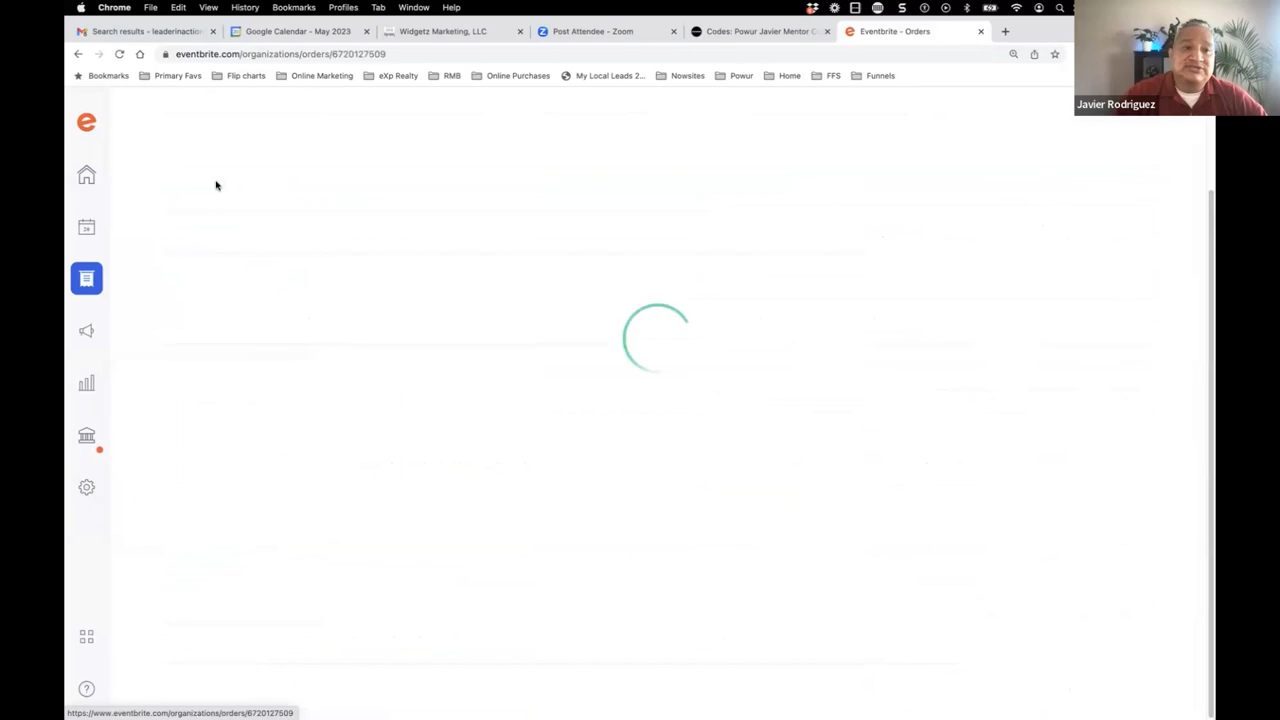 Chrome File Edit View History Bookmarks Profiles Tab Window Help
Search results - leaderinactio
Google Calendar - May 2023
Widgetz Marketing, LLC
Post Attendee - Zoom
Codes: Powur Javier Mentor C
Eventbrite - Orders
eventbrite.com/organizations/orders/6720127509
Bookmarks Primary Favs Flip charts Online Marketing eXp Realty RMB Online Purchases My Local Leads 2... Nowsites Powur Home FFS Funnels
Javier Rodriguez
https://www.eventbrite.com/organizations/orders/6720127509